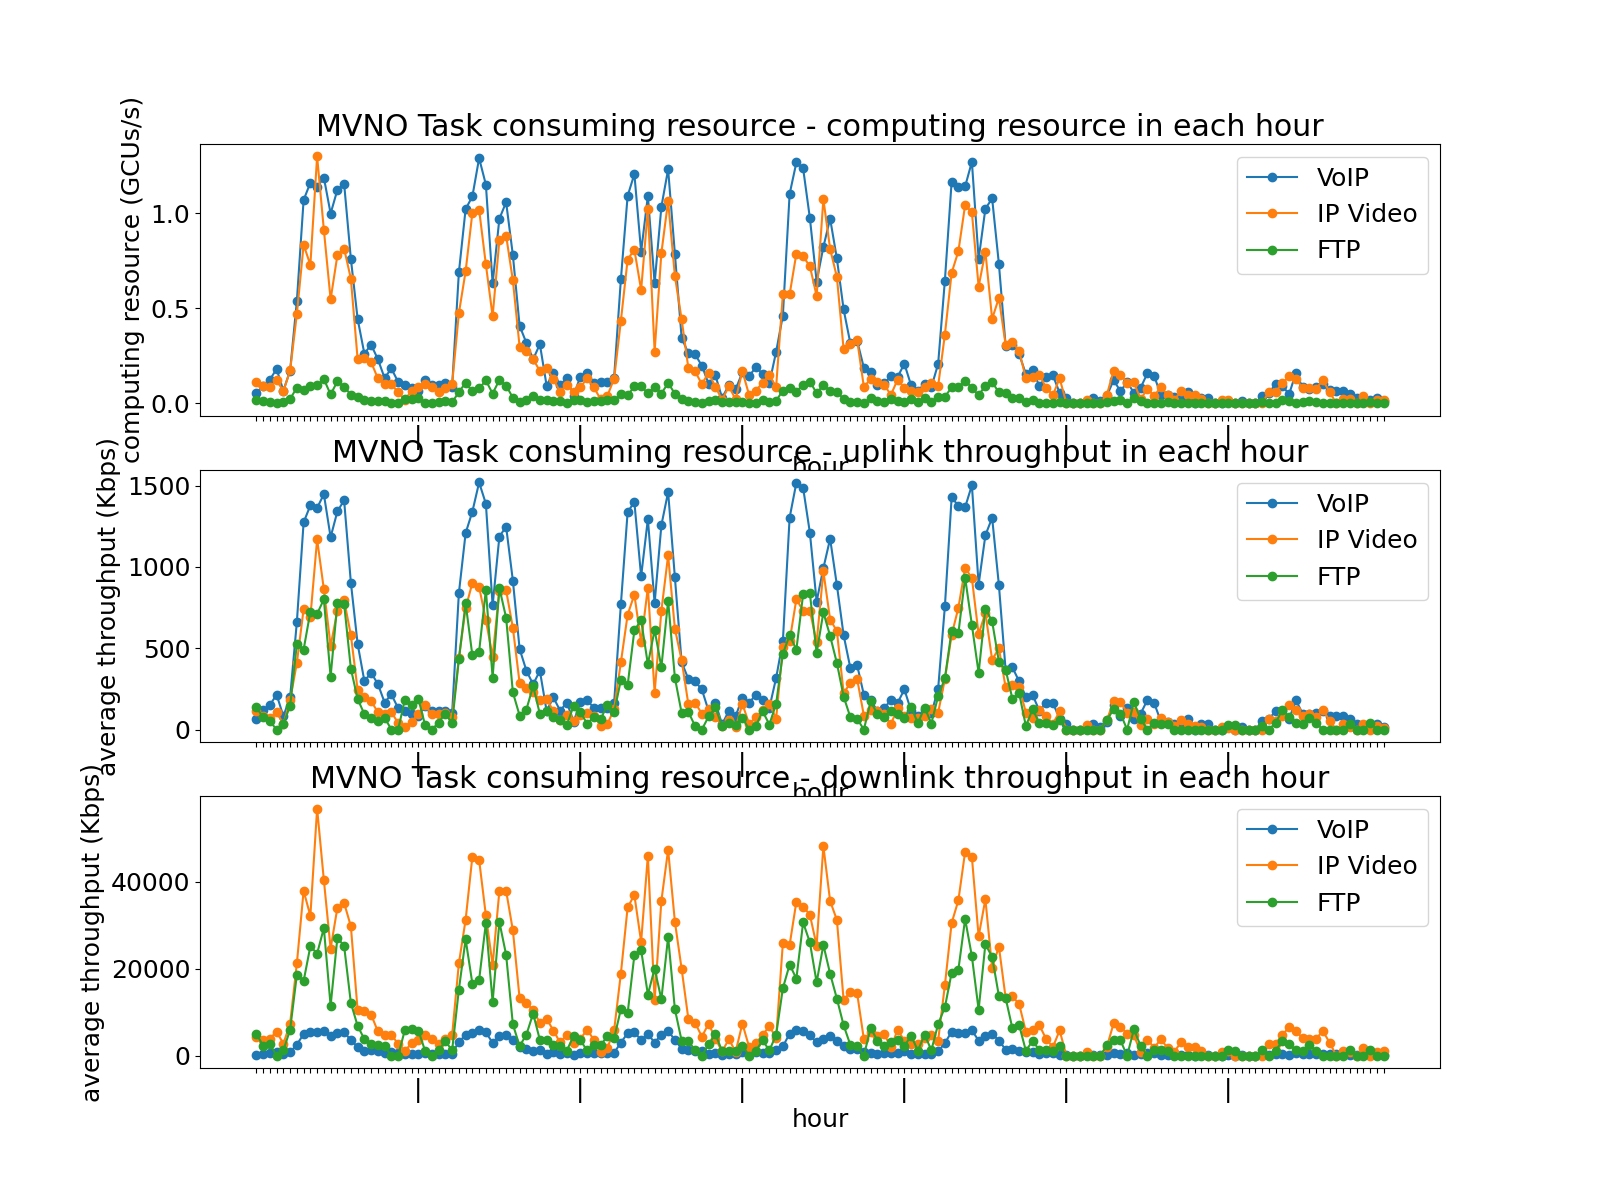 MVNO Task consuming resource - computing resource in each hour
computing resource (GCUs/s)
1.0
0.5
0.0
VoIP
IP Video
FTP
hour
MVNO Task consuming resource - uplink throughput in each hour
average throughput (Kbps)
1500
1000
500
0
VoIP
IP Video
FTP
hour
MVNO Task consuming resource - downlink throughput in each hour
average throughput (Kbps)
40000
20000
0
VoIP
IP Video
FTP
hour